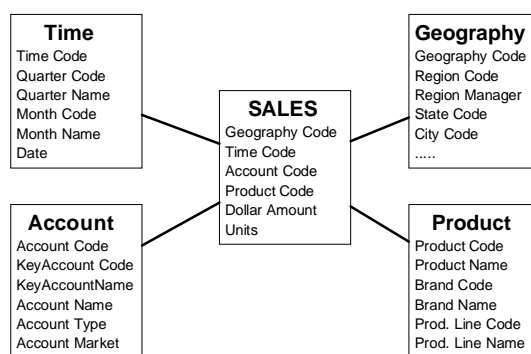 Time
Time Code
Quarter Code
Quarter Name
Month Code
Month Name
Date
Geography
Geography Code
Region Code
Region Manager
State Code
City Code
.....
SALES
Geography Code
Time Code
Account Code
Product Code
Dollar Amount
Units
Account
Account Code
KeyAccount Code
KeyAccountName
Account Name
Account Type
Account Market
Product
Product Code
Product Name
Brand Code
Brand Name
Prod. Line Code
Prod. Line Name